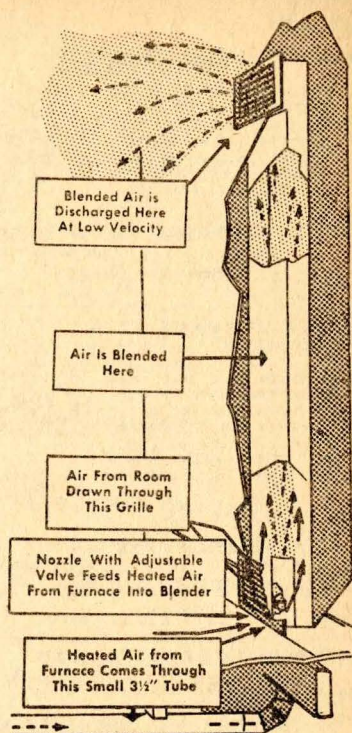 Blended Air is
Discharged Here
At Low Velocity
Air Is Blended
Here
Air From Room
Drawn Through
This Grille
Nozzle With Adjustable
Valve Feeds Heated Air
From Furnace Into Blender
Heated Air from
Furnace Comes Through
This Small 3½" Tube